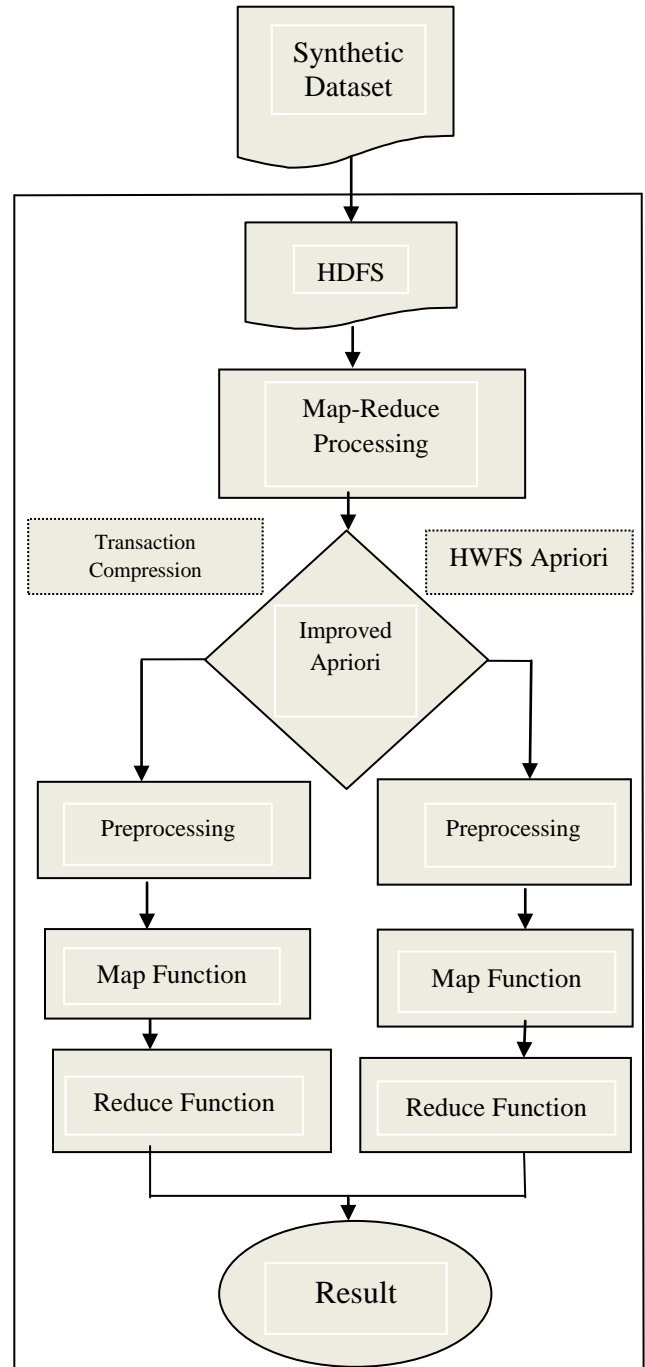 Synthetic
Dataset
HDFS
Map-Reduce
Processing
Transaction
Compression
HWFS Apriori
Improved
Apriori
Preprocessing
Preprocessing
Map Function
Map Function
Reduce Function
Reduce Function
Result